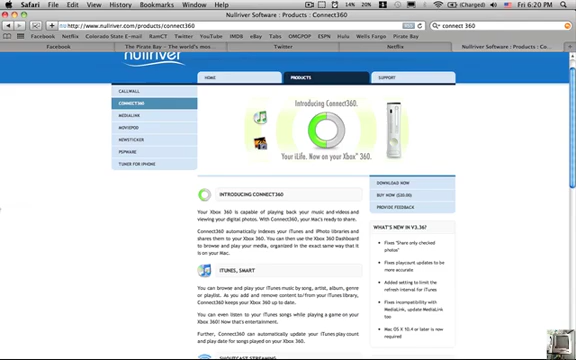 Safari File Edit View History Bookmarks Window Help (Charged) Fri 6:20 PM
Nullriver Software : Products : Connect360
http://www.nullriver.com/products/connect360
connect 360
Facebook Netflix Colorado State E-mail CramTR Twitter YouTube IMDB eBay Tabs OMGPOP ESPN Hulu Wells Fargo Pirate Bay
Facebook The Pirate Bay - The world's mo... Twitter Netflix Nullriver Software : Products : Co...
nullriver
HOME PRODUCTS SUPPORT
CALLWALL
CONNECT360
MEDIALINK
MOVIEPOD
NEWSTICKER
PSPWARE
TUNER FOR IPHONE
Introducing Connect360.
Your iLife. Now on your Xbox 360.
DOWNLOAD NOW
BUY NOW ($20.00)
PROVIDE FEEDBACK
INTRODUCING CONNECT360
Your Xbox 360 is capable of playing back your music and videos and
viewing your digital photos. With Connect360, your Mac's ready to share.
Connect360 automatically indexes your iTunes and iPhoto libraries and
shares them to your Xbox 360. You can then use the Xbox 360 Dashboard
to browse and play your media, organized in the exact same way that it
is on your Mac.
ITUNES, SMART
You can browse and play your iTunes music by song, artist, album, genre
or playlist. As you add and remove content to/from your iTunes library,
Connect360 keeps your Xbox 360 up to date.
You can even listen to your iTunes songs while playing a game on your
Xbox 360! Now that's entertainment.
Further, Connect360 can automatically update your iTunes play count
and play date for songs played on your Xbox 360.
SHOUTCAST STREAMING
WHAT'S NEW IN V3.36?
Fixes "Share only checked
photos"
Fixes playcount updates to be
more accurate
Added setting to limit the
refresh interval for iTunes
Fixes incompatibility with
MediaLink, update MediaLink
too
Mac OS X 10.4 or later is now
required